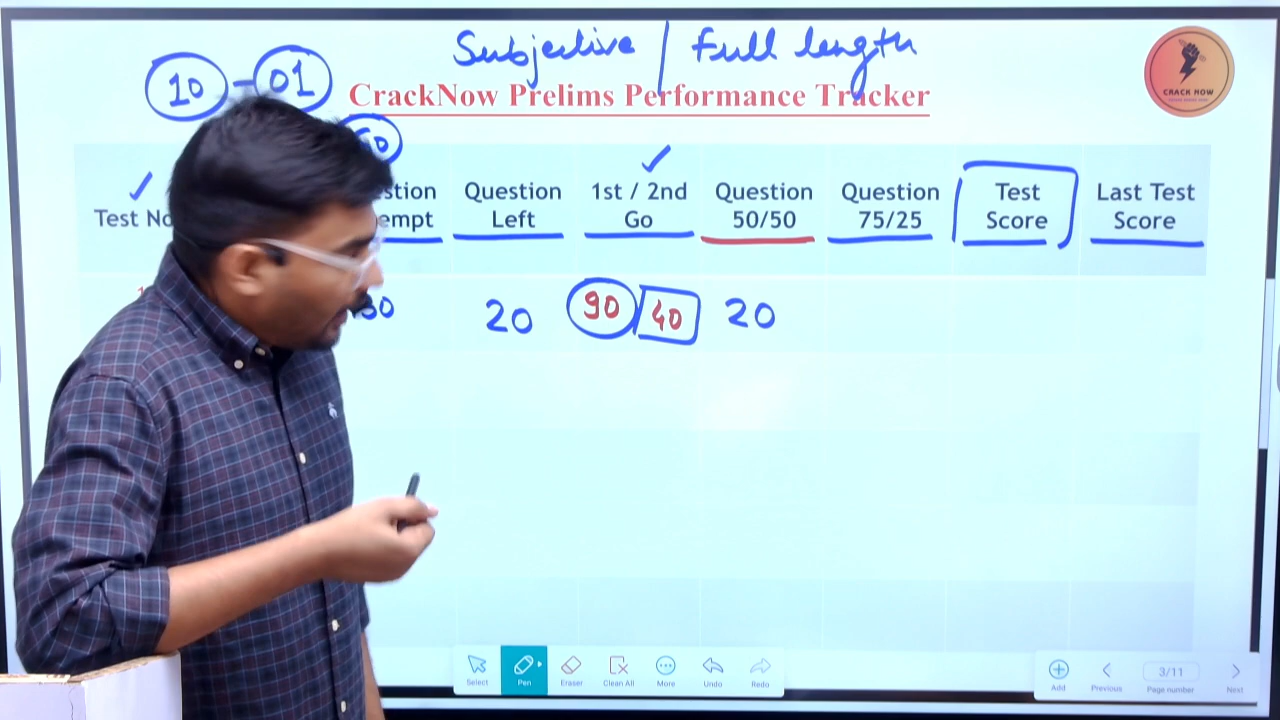 Subjective / Full length
10 - 01
CrackNow Prelims Performance Tracker
CRACK NOW
Test No
Question Left
1st / 2nd Go
Question 50/50
Question 75/25
Test Score
Last Test Score
20
90 / 40
20
Select
Pen
Eraser
Clean All
More
Undo
Redo
Add
Previous
3/11
Page number
Next